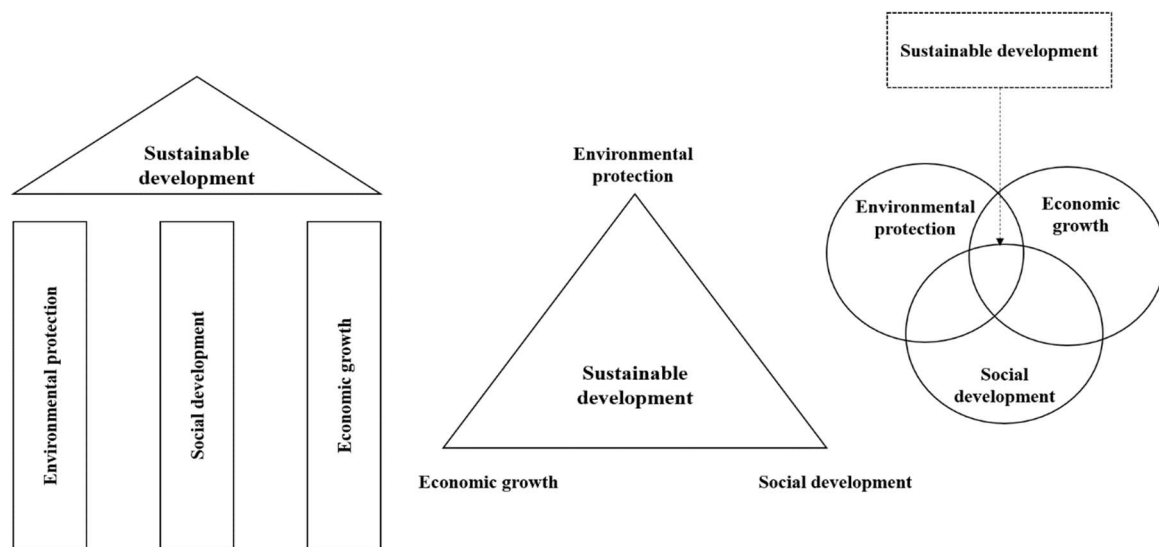 Sustainable
development
Environmental protection
Social development
Economic growth
Environmental
protection
Sustainable
development
Economic growth
Social development
Sustainable development
Environmental
protection
Economic
growth
Social
development